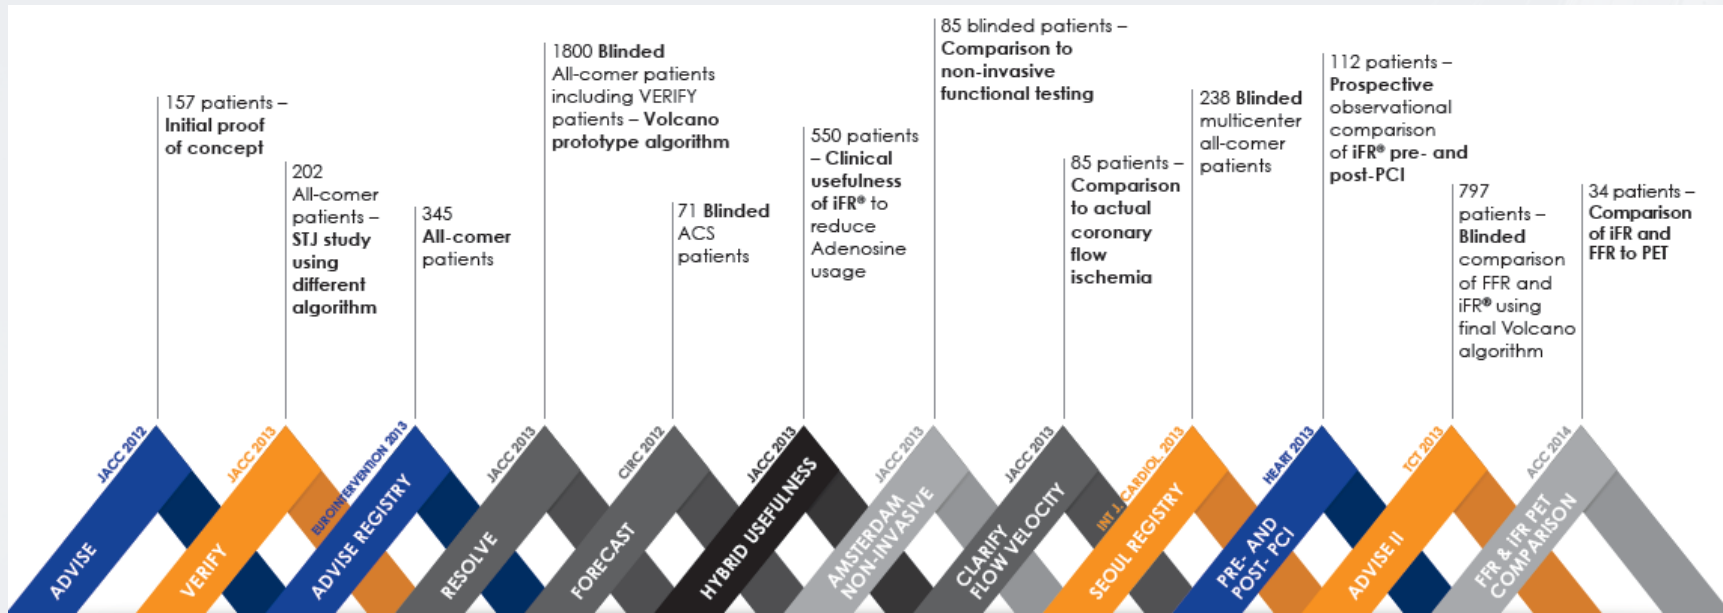 157 patients –
Initial proof
of concept
202
All-comer
patients –
STJ study
using
different
algorithm
345
All-comer
patients
1800 Blinded
All-comer patients
including VERIFY
patients – Volcano
prototype algorithm
71 Blinded
ACS
patients
550 patients
– Clinical
usefulness
of iFR® to
reduce
Adenosine
usage
85 blinded patients –
Comparison to
non-invasive
functional testing
85 patients –
Comparison
to actual
coronary
flow
ischemia
238 Blinded
multicenter
all-comer
patients
112 patients –
Prospective
observational
comparison
of iFR® pre- and
post-PCI
797
patients –
Blinded
comparison
of FFR and
iFR® using
final Volcano
algorithm
34 patients –
Comparison
of iFR and
FFR to PET
JACC 2012
ADVISE
JACC 2013
VERIFY
EUROINTERVENTION 2013
ADVISE REGISTRY
JACC 2013
RESOLVE
CIRC 2012
FORECAST
JACC 2013
HYBRID USEFULNESS
JACC 2013
AMSTERDAM
NON-INVASIVE
JACC 2013
CLARIFY
FLOW VELOCITY
INT J. CARDIOL 2013
SEOUL REGISTRY
HEART 2013
PRE- AND
POST- PCI
TCT 2013
ADVISE II
ACC 2014
FFR & iFR PET
COMPARISON